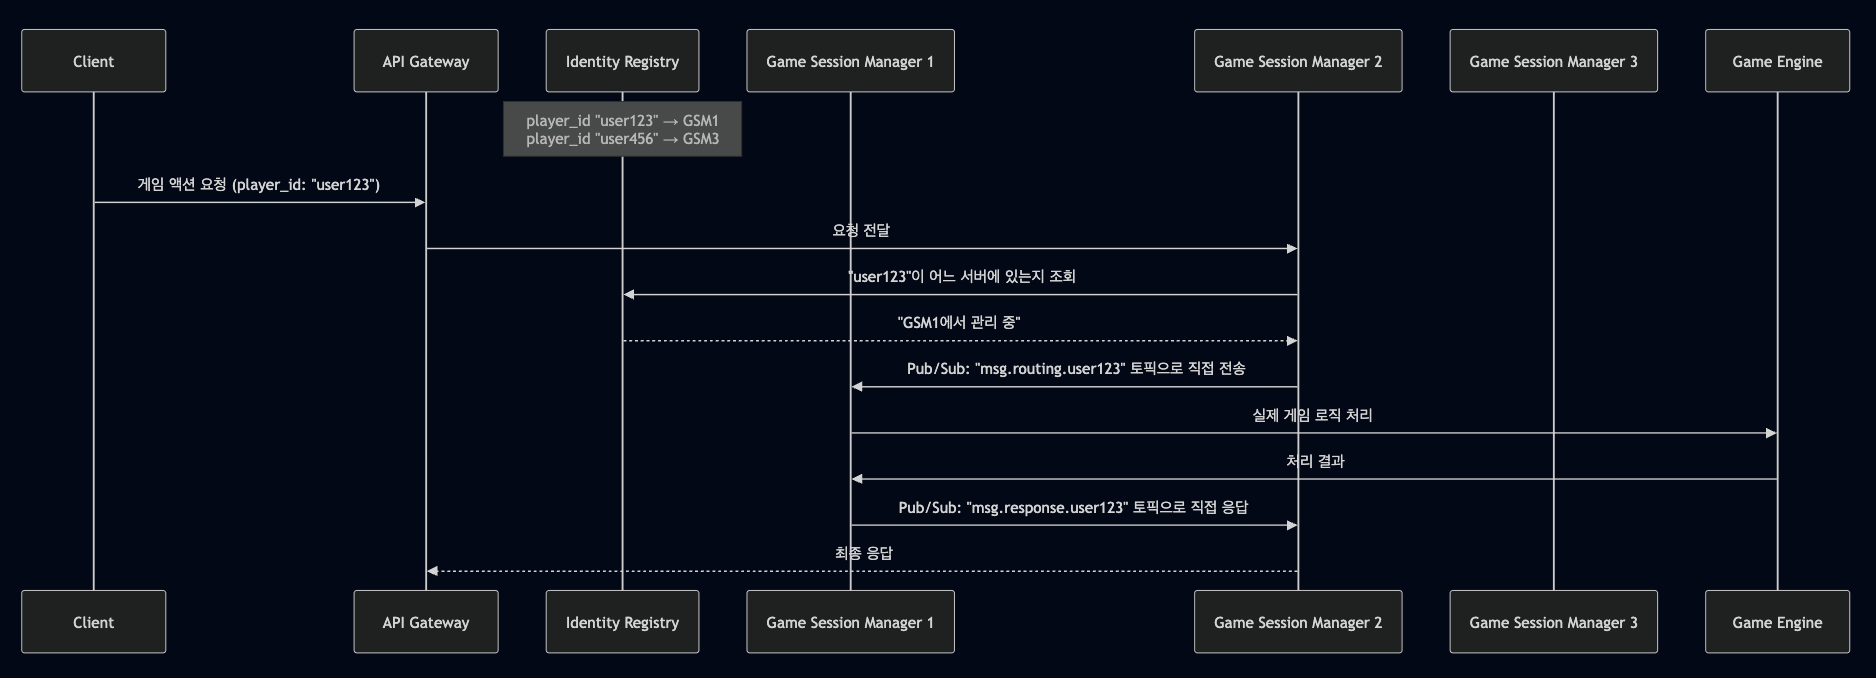 Client
API Gateway
Identity Registry
Game Session Manager 1
Game Session Manager 2
Game Session Manager 3
Game Engine
player_id "user123" → GSM1
player_id "user456" → GSM3
게임 액션 요청 (player_id: "user123")
요청 전달
"user123"이 어느 서버에 있는지 조회
"GSM1에서 관리 중"
Pub/Sub: "msg.routing.user123" 토픽으로 직접 전송
실제 게임 로직 처리
처리 결과
Pub/Sub: "msg.response.user123" 토픽으로 직접 응답
최종 응답
Client
API Gateway
Identity Registry
Game Session Manager 1
Game Session Manager 2
Game Session Manager 3
Game Engine